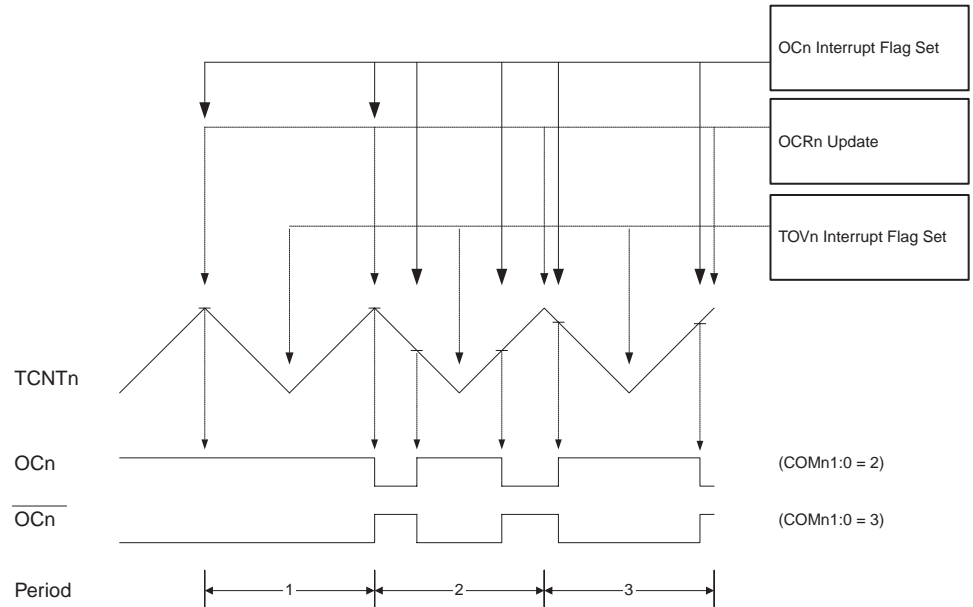 OCn Interrupt Flag Set
OCRn Update
TOVn Interrupt Flag Set
TCNTn
OCn (COMn1:0 = 2)
OCn (COMn1:0 = 3)
Period 1 2 3